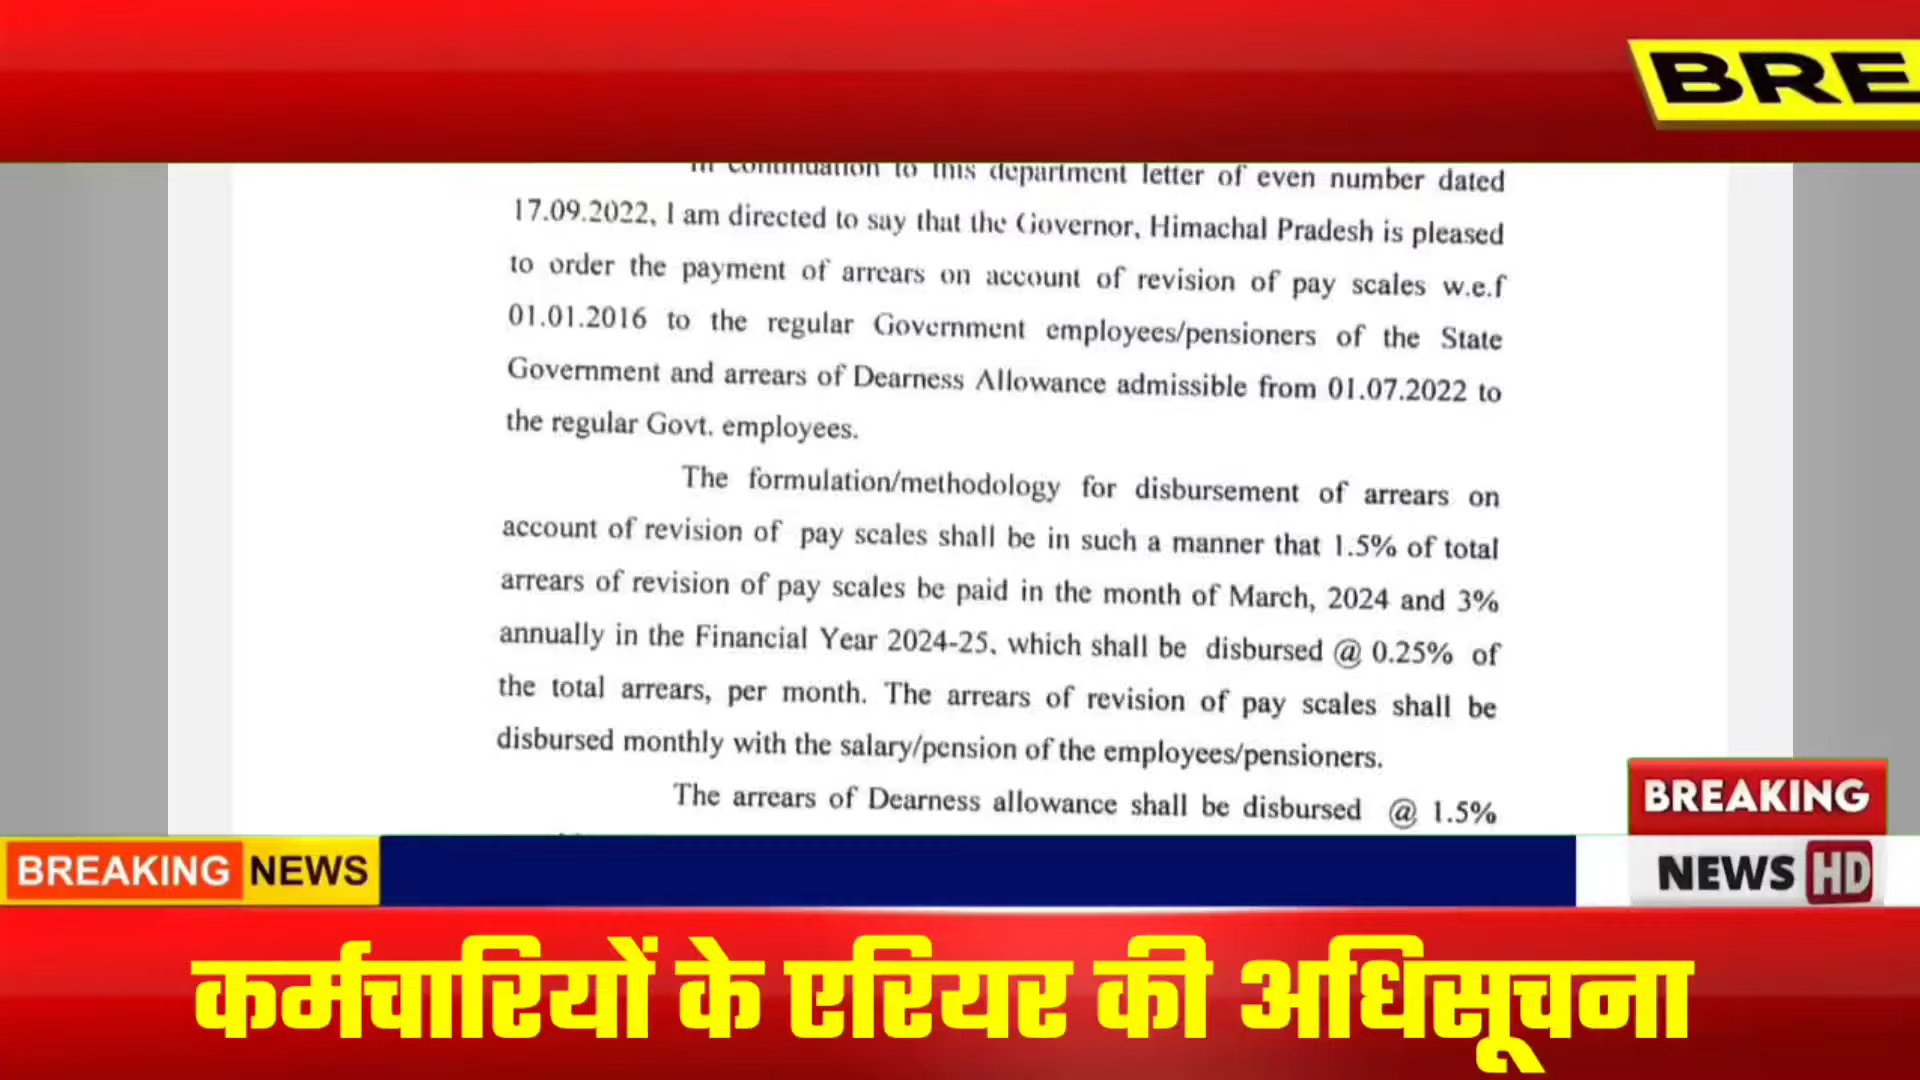 BRE
In continuation to this department letter of even number dated
17.09.2022, I am directed to say that the Governor, Himachal Pradesh is pleased
to order the payment of arrears on account of revision of pay scales w.e.f
01.01.2016 to the regular Government employees/pensioners of the State
Government and arrears of Dearness Allowance admissible from 01.07.2022 to
the regular Govt. employees.
The formulation/methodology for disbursement of arrears on
account of revision of pay scales shall be in such a manner that 1.5% of total
arrears of revision of pay scales be paid in the month of March, 2024 and 3%
annually in the Financial Year 2024-25, which shall be disbursed @ 0.25% of
the total arrears, per month. The arrears of revision of pay scales shall be
disbursed monthly with the salary/pension of the employees/pensioners.
The arrears of Dearness allowance shall be disbursed @ 1.5%
BREAKING
NEWS HD
BREAKING NEWS
कर्मचारियों के एरियर की अधिसूचना